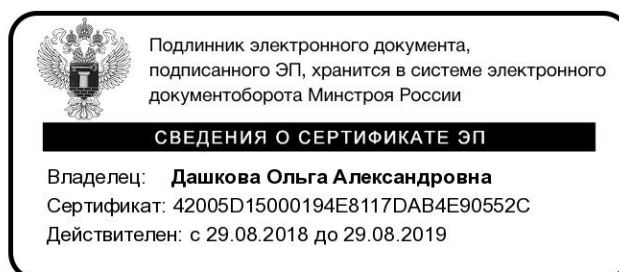 Подлинник электронного документа,
подписанного ЭП, хранится в системе электронного
документоборота Минстроя России
СВЕДЕНИЯ О СЕРТИФИКАТЕ ЭП
Владелец: Дашкова Ольга Александровна
Сертификат: 42005D15000194E8117DAB4E90552C
Действителен: с 29.08.2018 до 29.08.2019